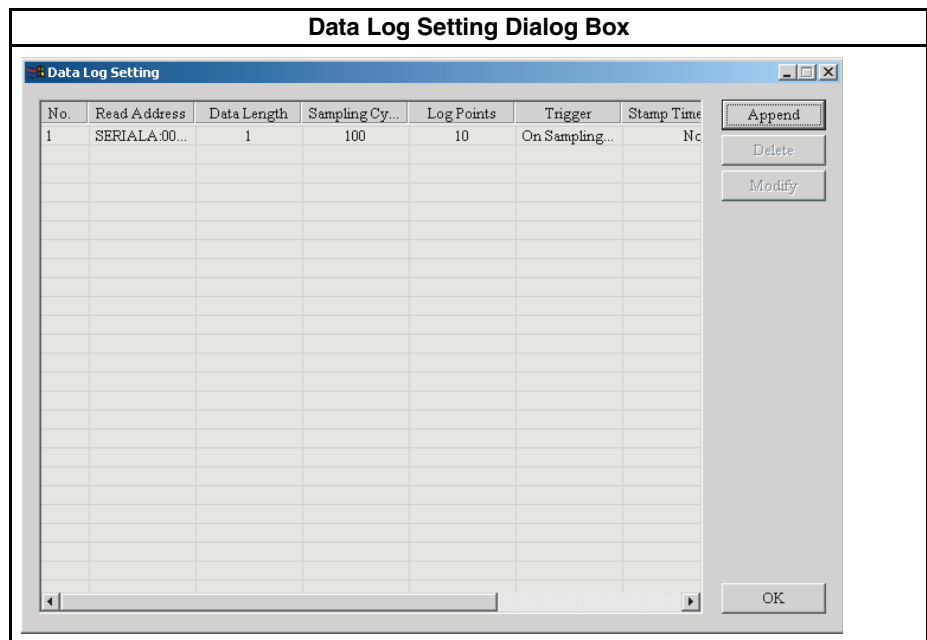 Data Log Setting Dialog Box
Data Log Setting
No. Read Address Data Length Sampling Cy... Log Points Trigger Stamp Time
1 SERIALA:00... 1 100 10 On Sampling... No
Append
Delete
Modify
OK